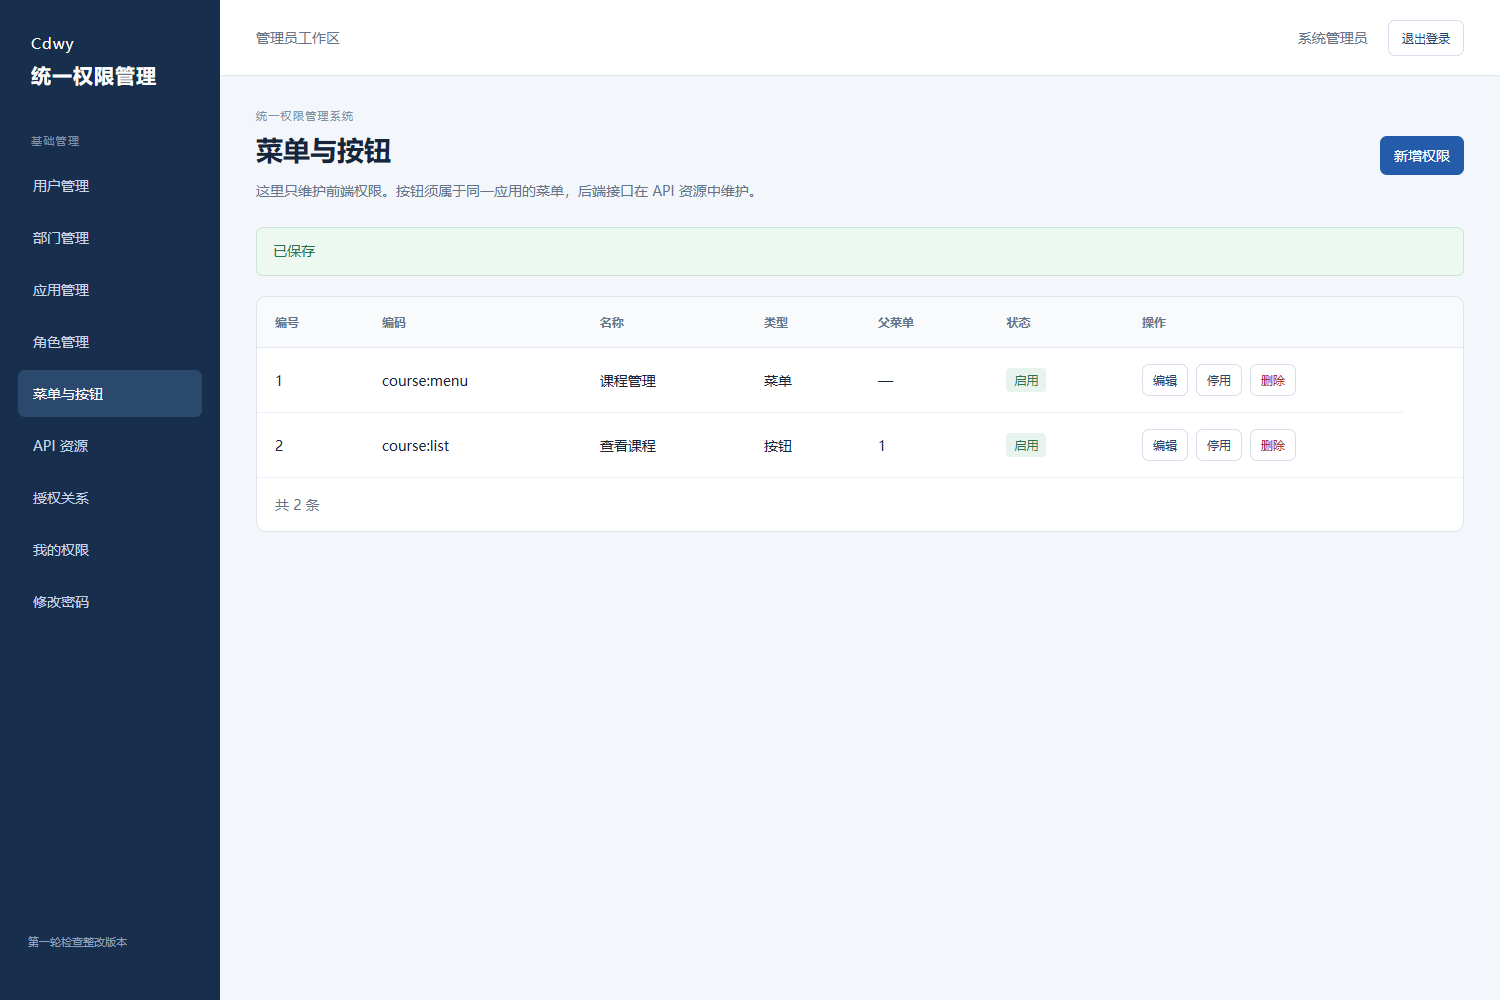 Cdwy
统一权限管理
基础管理
用户管理
部门管理
应用管理
角色管理
菜单与按钮
API 资源
授权关系
我的权限
修改密码
第一轮检查整改版本
管理员工作区
系统管理员 退出登录
统一权限管理系统
菜单与按钮
新增权限
这里只维护前端权限。按钮须属于同一应用的菜单，后端接口在 API 资源中维护。
已保存
编号 编码 名称 类型 父菜单 状态 操作
1 course:menu 课程管理 菜单 — 启用 编辑 停用 删除
2 course:list 查看课程 按钮 1 启用 编辑 停用 删除
共 2 条